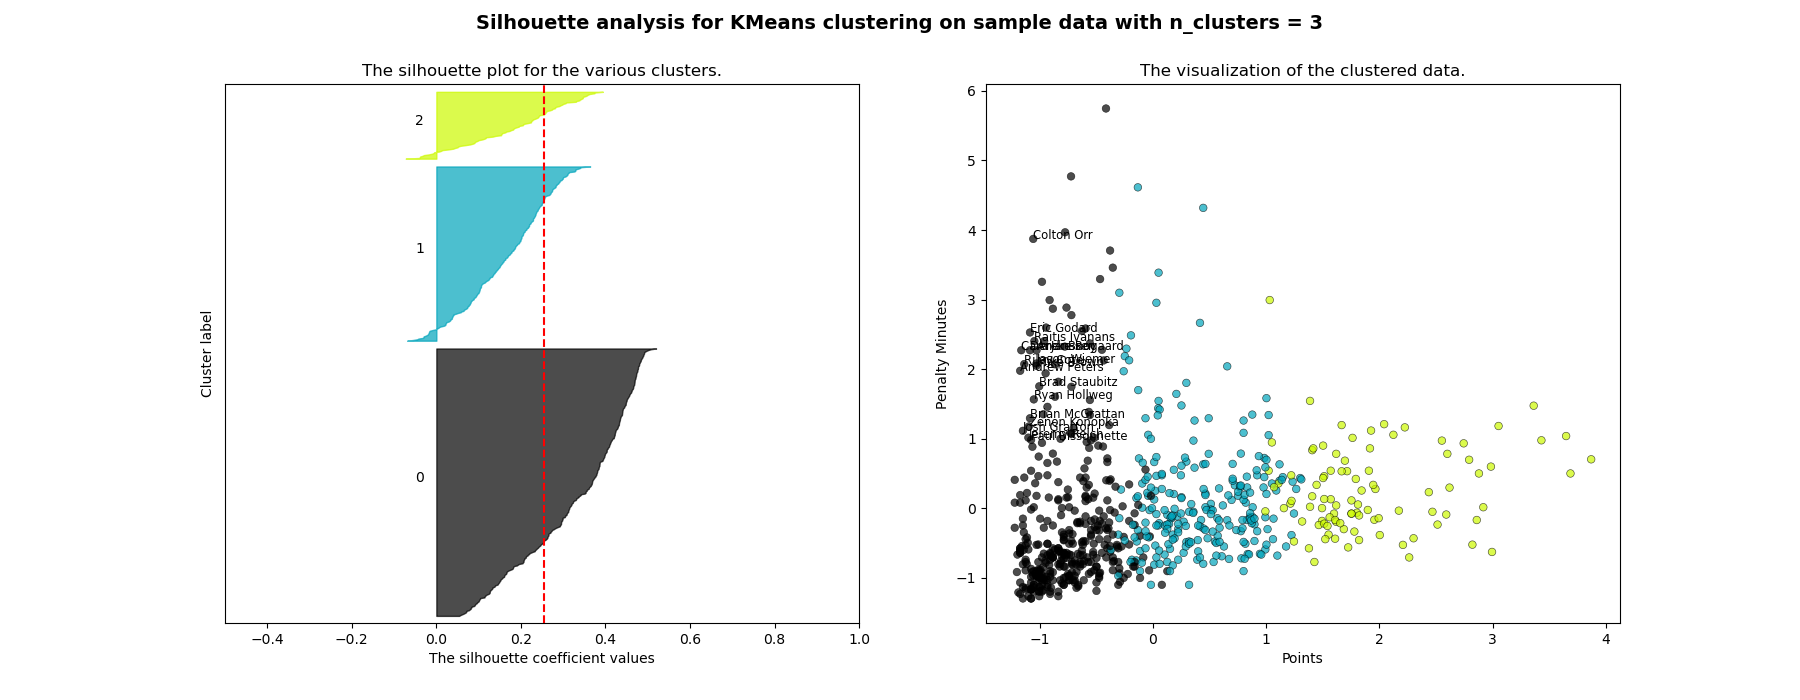 Silhouette analysis for KMeans clustering on sample data with n_clusters = 3
The silhouette plot for the various clusters.
2
1
0
Cluster label
−0.4
−0.2
0.0
0.2
0.4
0.6
0.8
1.0
The silhouette coefficient values
The visualization of the clustered data.
6
5
4
3
2
1
0
−1
Penalty Minutes
Colton Orr
Eric Godard
Raitis Ivanans
Andrew Peters
Brad Staubitz
Ryan Hollweg
Brian McGrattan
Zenon Konopka
Paul Bissonnette
−1
0
1
2
3
4
Points